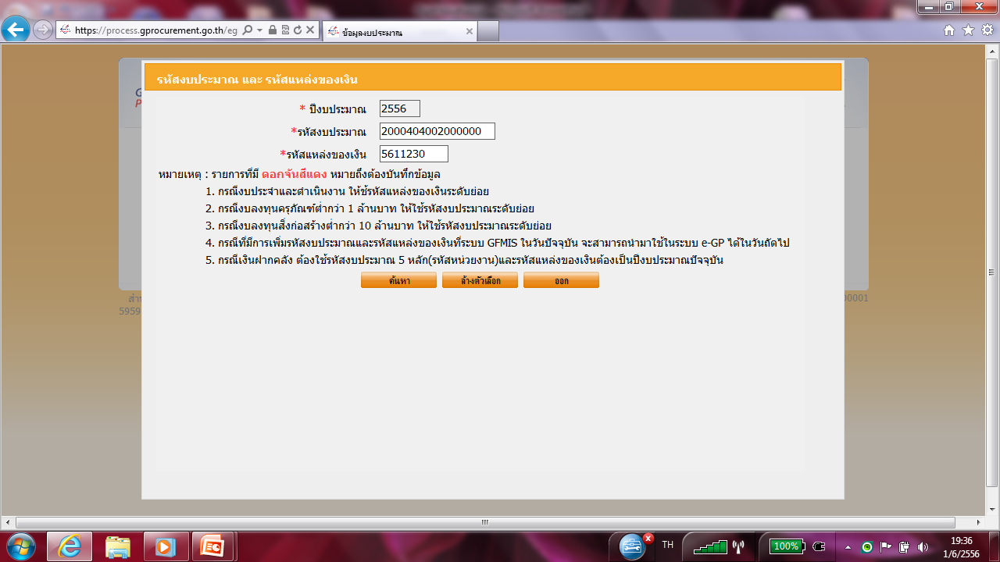 https://process.gprocurement.go.th/eg
ข้อมูลงบประมาณ
รหัสงบประมาณ และ รหัสแหล่งของเงิน
* ปีงบประมาณ 2556
*รหัสงบประมาณ 2000404002000000
*รหัสแหล่งของเงิน 5611230
หมายเหตุ : รายการที่มี ดอกจันสีแดง หมายถึงต้องบันทึกข้อมูล
1. กรณีงบประจำและดำเนินงาน ให้ใช้รหัสแหล่งของเงินระดับย่อย
2. กรณีงบลงทุนครุภัณฑ์ต่ำกว่า 1 ล้านบาท ให้ใช้รหัสงบประมาณระดับย่อย
3. กรณีงบลงทุนสิ่งก่อสร้างต่ำกว่า 10 ล้านบาท ให้ใช้รหัสงบประมาณระดับย่อย
4. กรณีที่มีการเพิ่มรหัสงบประมาณและรหัสแหล่งของเงินที่ระบบ GFMIS ในวันปัจจุบัน จะสามารถนำมาใช้ในระบบ e-GP ได้ในวันถัดไป
5. กรณีเงินฝากคลัง ต้องใช้รหัสงบประมาณ 5 หลัก(รหัสหน่วยงาน)และรหัสแหล่งของเงินต้องเป็นปีงบประมาณปัจจุบัน
ค้นหา ล้างตัวเลือก ออก
0001
5959
TH 100% 19:36
1/6/2556